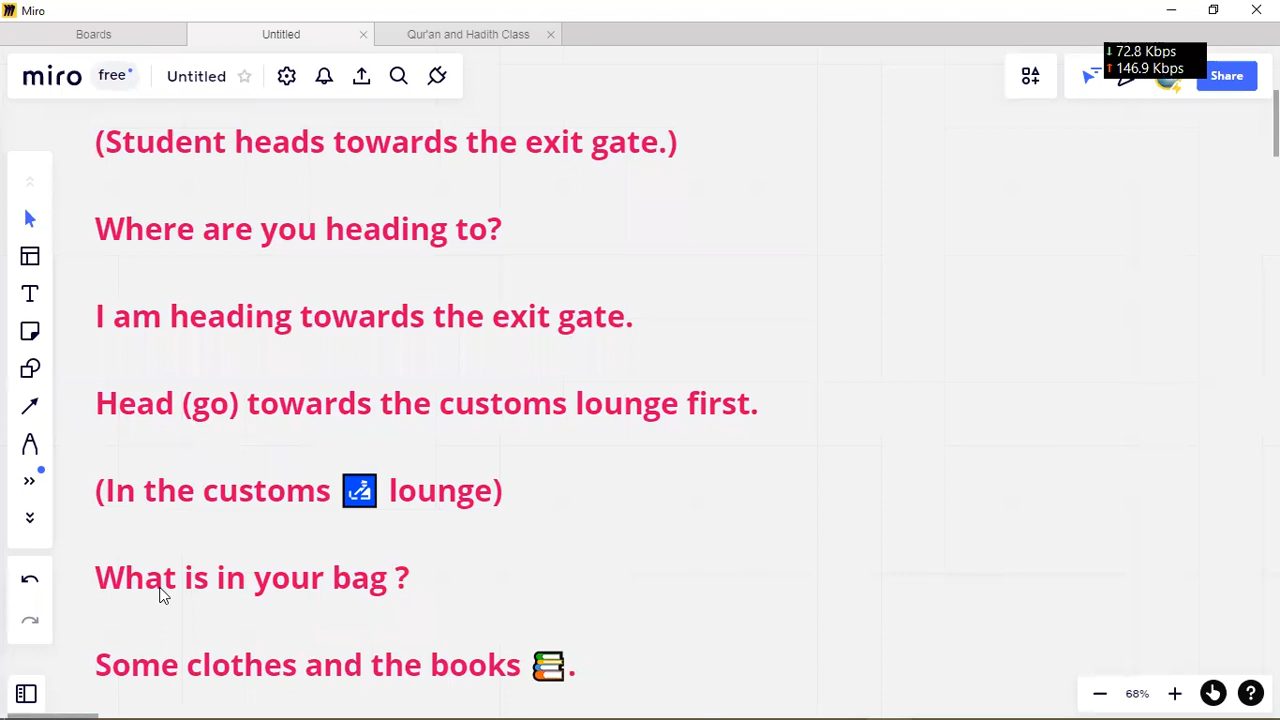 Miro
Boards
Untitled
Qur'an and Hadith Class
miro
free
Untitled
↓ 72.8 Kbps
↑ 146.9 Kbps
Share
(Student heads towards the exit gate.)
Where are you heading to?
I am heading towards the exit gate.
Head (go) towards the customs lounge first.
(In the customs 🛃 lounge)
What is in your bag ?
Some clothes and the books 📚.
68%